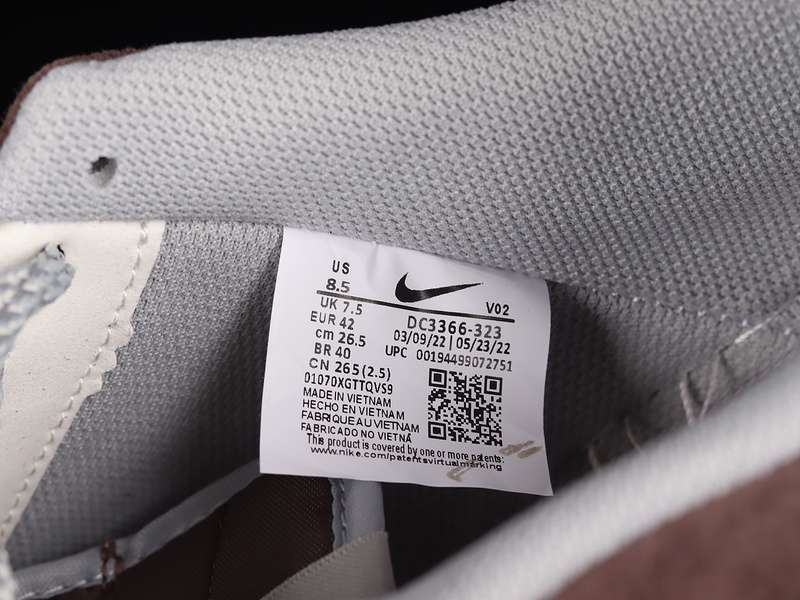 US
8.5
V02
UK 7.5
DC3366-323
EUR 42
03/09/22 | 05/23/22
cm 26.5
UPC 00194499072751
BR 40
CN 265(2.5)
01070XGTTQVS9
MADE IN VIETNAM
HECHO EN VIETNAM
FABRIQUE AU VIETNAM
FABRICADO NO VIETNÃ
This product is covered by one or more patents:
www.nike.com/patentsvirtualmarking